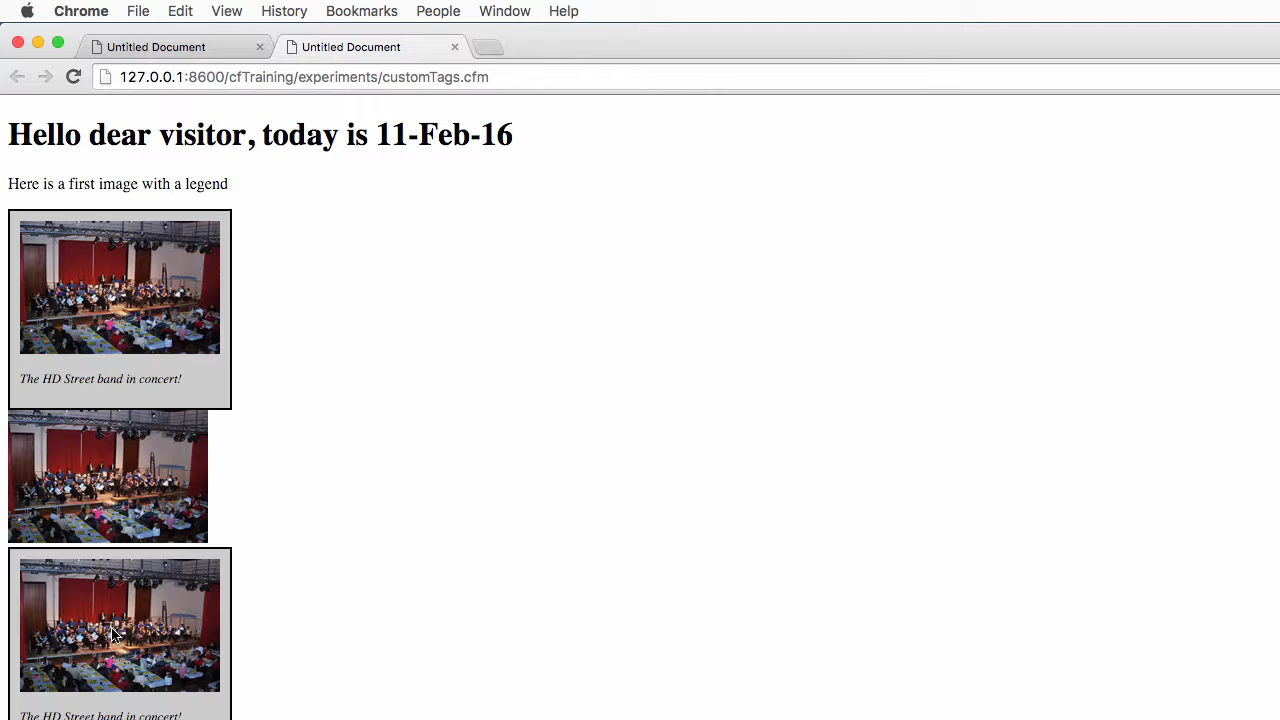 Chrome File Edit View History Bookmarks People Window Help
Untitled Document Untitled Document
127.0.0.1:8600/cfTraining/experiments/customTags.cfm
Hello dear visitor, today is 11-Feb-16
Here is a first image with a legend
The HD Street band in concert!
The HD Street band in concert!